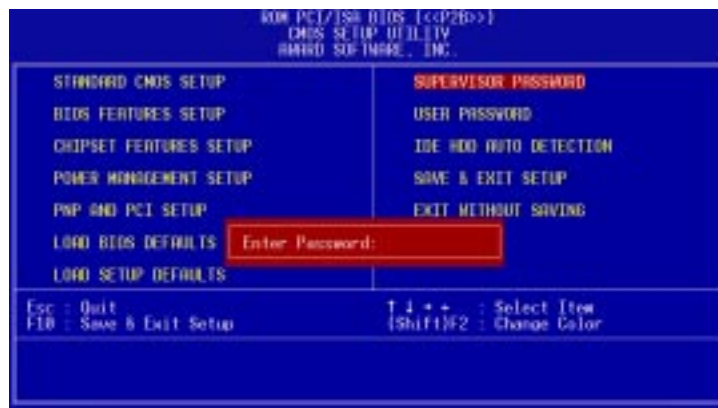 ROM PCI/ISA BIOS (<<P2B>>)
CMOS SETUP UTILITY
AWARD SOFTWARE, INC.
STANDARD CMOS SETUP
BIOS FEATURES SETUP
CHIPSET FEATURES SETUP
POWER MANAGEMENT SETUP
PNP AND PCI SETUP
LOAD BIOS DEFAULTS
LOAD SETUP DEFAULTS
SUPERVISOR PASSWORD
USER PASSWORD
IDE HDD AUTO DETECTION
SAVE & EXIT SETUP
EXIT WITHOUT SAVING
Enter Password:
Esc : Quit
F10 : Save & Exit Setup
↑ ↓ → ← : Select Item
(Shift)F2 : Change Color